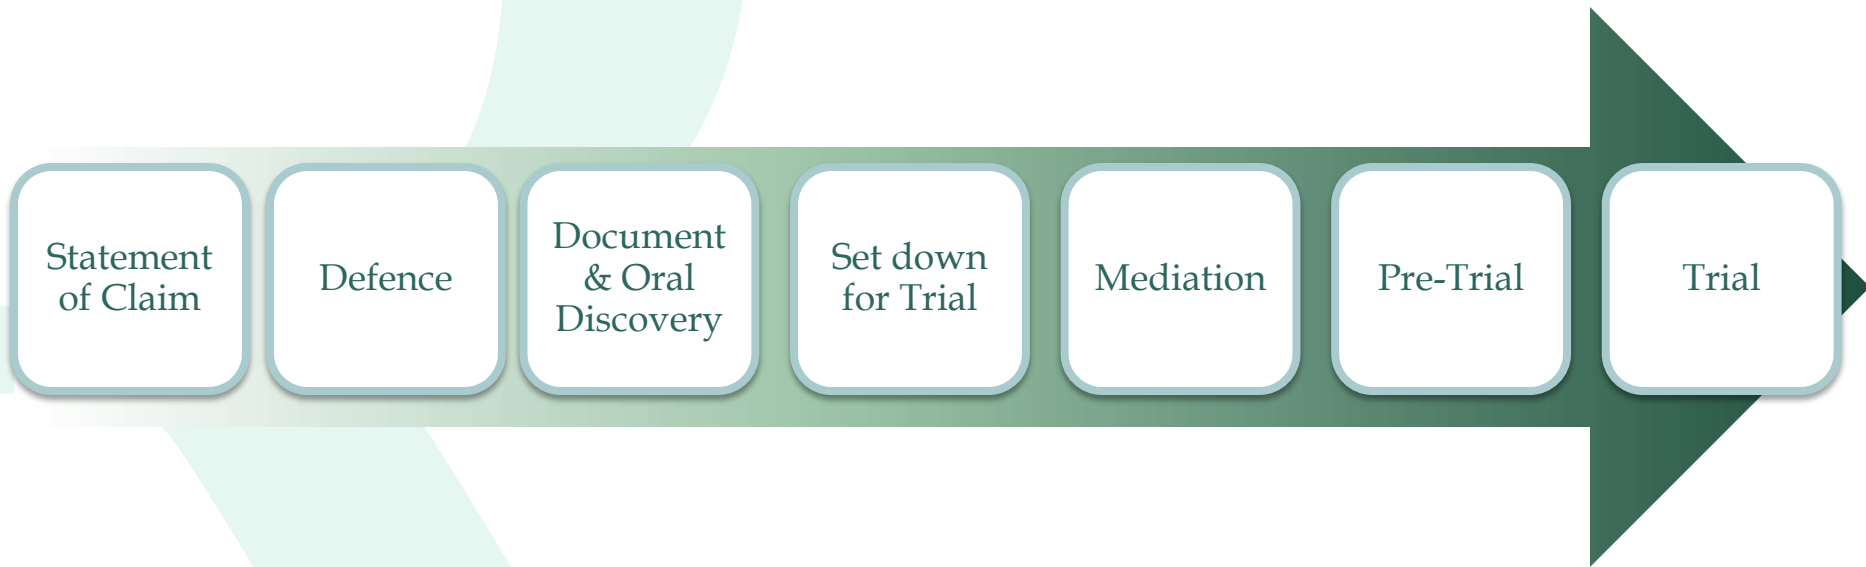 Statement
of Claim
Defence
Document
& Oral
Discovery
Set down
for Trial
Mediation
Pre-Trial
Trial